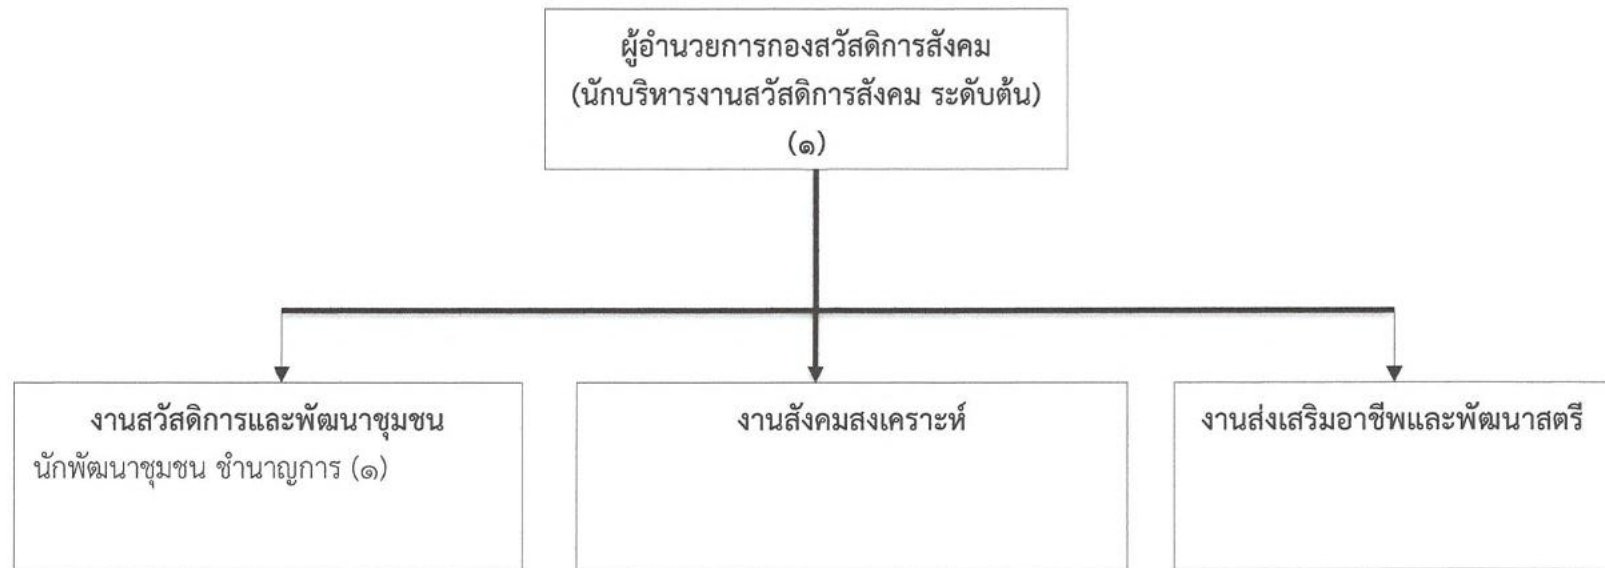 ผู้อำนวยการกองสวัสดิการสังคม
(นักบริหารงานสวัสดิการสังคม ระดับต้น)
(๑)
งานสวัสดิการและพัฒนาชุมชน
นักพัฒนาชุมชน ชำนาญการ (๑)
งานสังคมสงเคราะห์
งานส่งเสริมอาชีพและพัฒนาสตรี